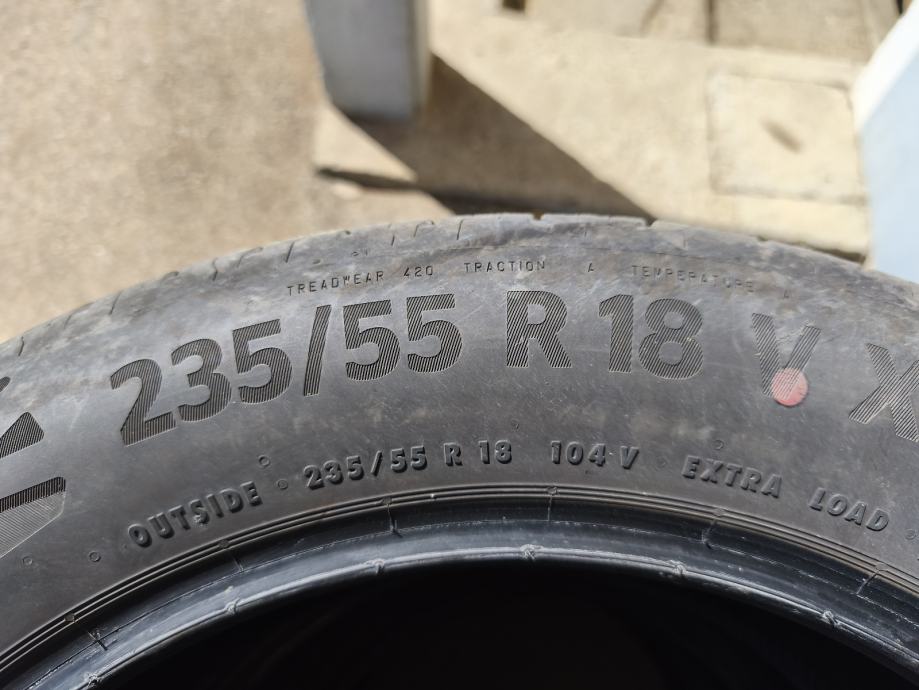 TREADWEAR 420 TRACTION A TEMPERATURE A
235/55 R 18 V X
OUTSIDE 235/55 R 18 104 V EXTRA LOAD